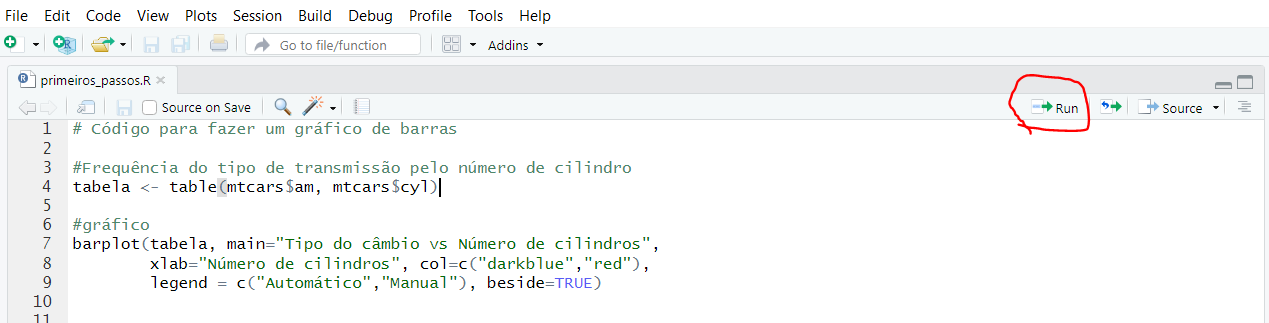 File Edit Code View Plots Session Build Debug Profile Tools Help
Go to file/function Addins
primeiros_passos.R
Source on Save Run Source
1 # Código para fazer um gráfico de barras
2
3 #Frequência do tipo de transmissão pelo número de cilindro
4 tabela <- table(mtcars$am, mtcars$cyl)
5
6 #gráfico
7 barplot(tabela, main="Tipo do câmbio vs Número de cilindros",
8 xlab="Número de cilindros", col=c("darkblue","red"),
9 legend = c("Automático","Manual"), beside=TRUE)
10
11